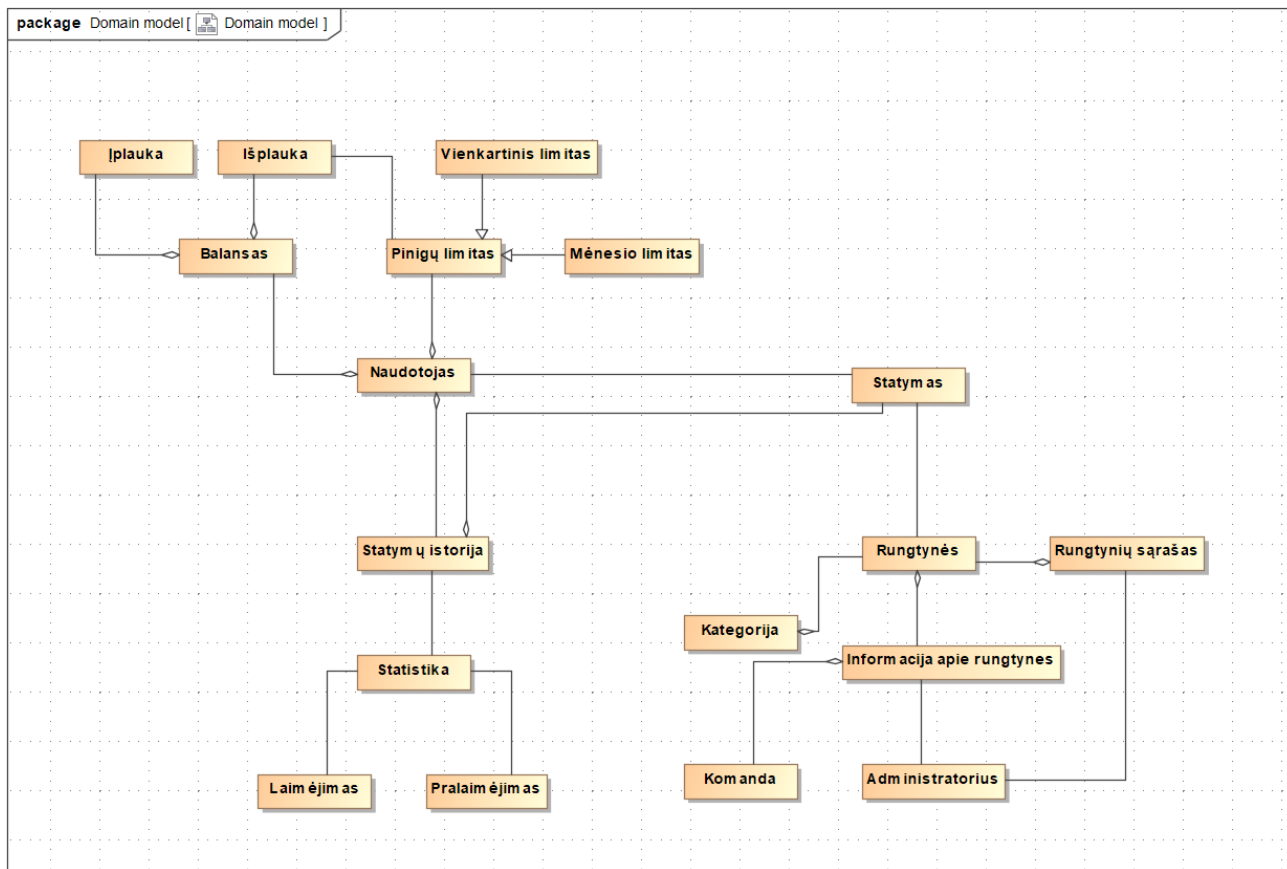 package Domain model [ Domain model ]
Įplauka
Išplauka
Vienkartinis limitas
Balansas
Pinigų limitas
Mėnesio limitas
Naudotojas
Statymas
Statymų istorija
Rungtynės
Rungtynių sąrašas
Kategorija
Informacija apie rungtynes
Statistika
Laimėjimas
Pralaimėjimas
Komanda
Administratorius